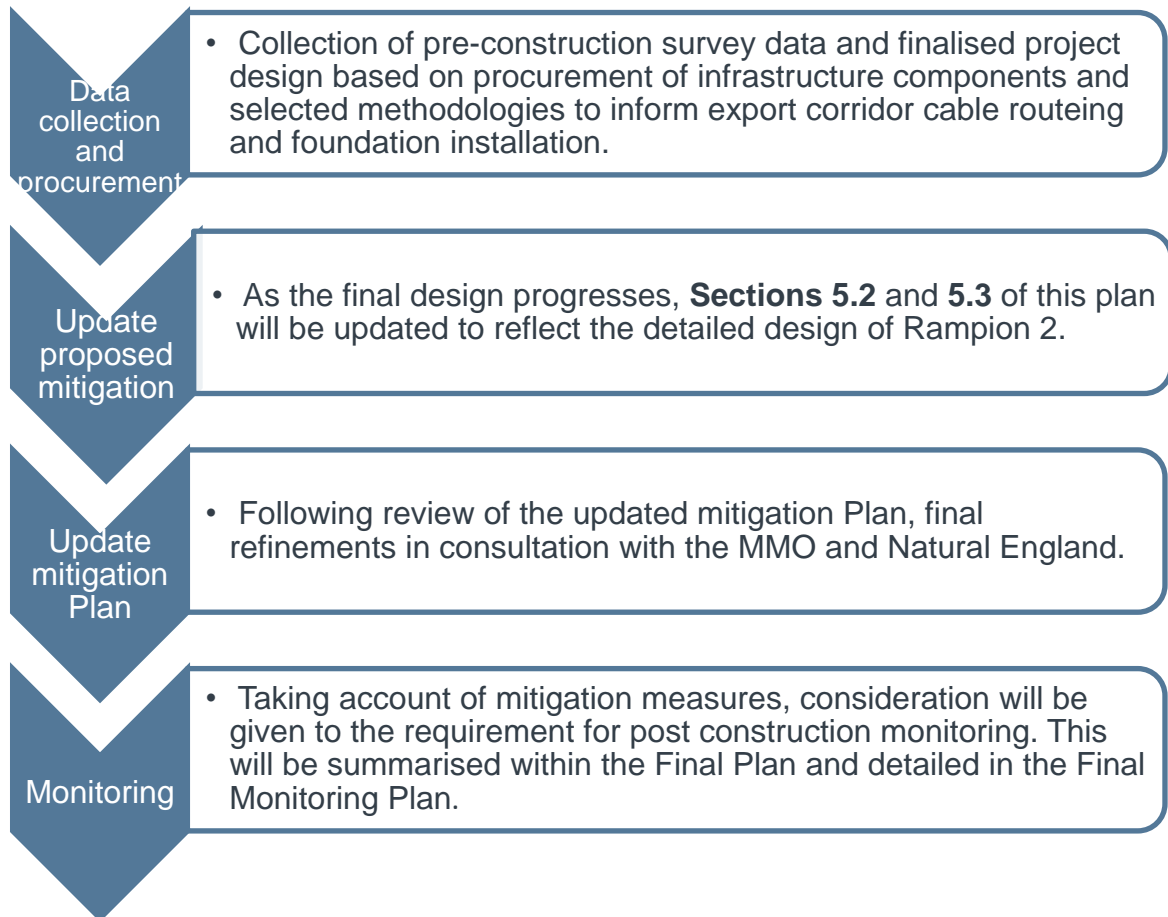 Data
collection
and
procurement
• Collection of pre-construction survey data and finalised project
design based on procurement of infrastructure components and
selected methodologies to inform export corridor cable routeing
and foundation installation.
Update
proposed
mitigation
• As the final design progresses, Sections 5.2 and 5.3 of this plan
will be updated to reflect the detailed design of Rampion 2.
Update
mitigation
Plan
• Following review of the updated mitigation Plan, final
refinements in consultation with the MMO and Natural England.
Monitoring
• Taking account of mitigation measures, consideration will be
given to the requirement for post construction monitoring. This
will be summarised within the Final Plan and detailed in the Final
Monitoring Plan.